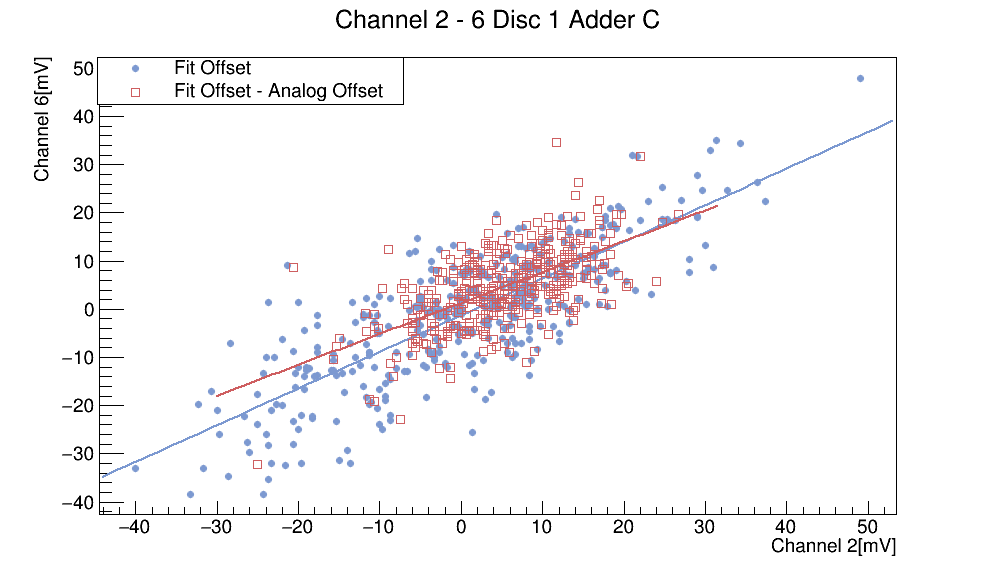 Channel 2 - 6 Disc 1 Adder C
Channel 6[mV]
Fit Offset
Fit Offset - Analog Offset
50
40
30
20
10
0
−10
−20
−30
−40
−40 −30 −20 −10 0 10 20 30 40 50
Channel 2[mV]